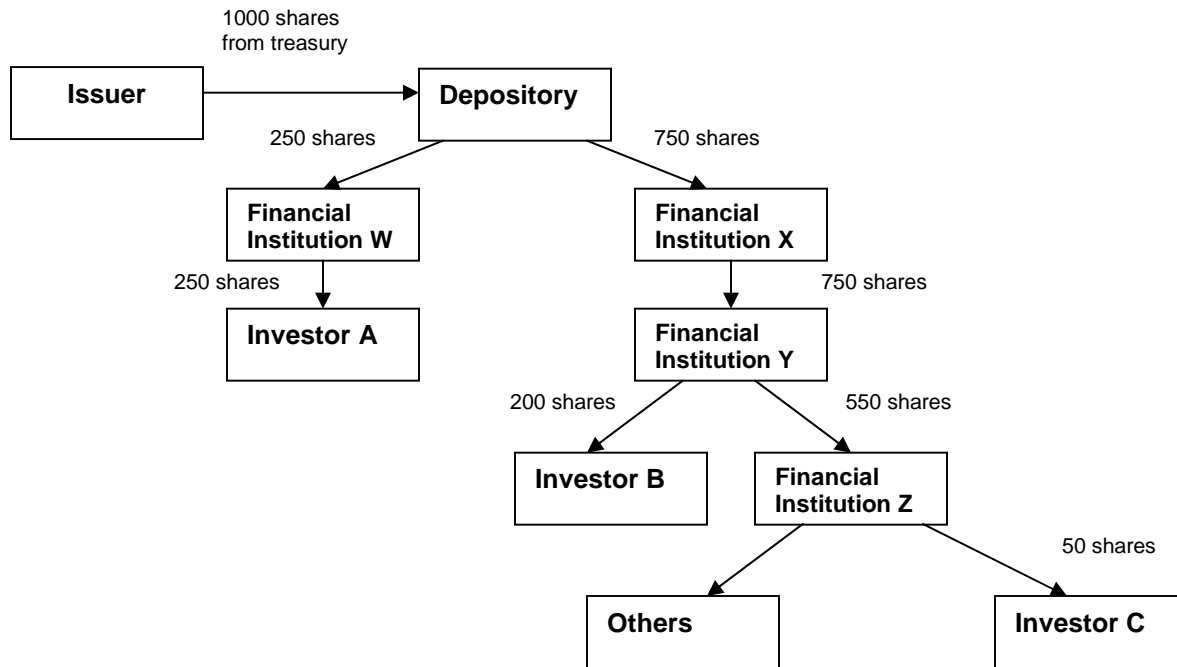 1000 shares
from treasury
Issuer
Depository
250 shares
750 shares
Financial
Institution W
Financial
Institution X
250 shares
750 shares
Investor A
Financial
Institution Y
200 shares
550 shares
Investor B
Financial
Institution Z
50 shares
Others
Investor C